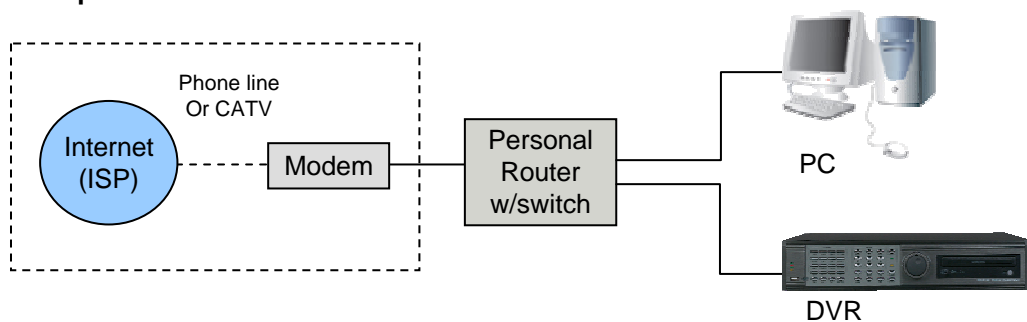 Phone line
Or CATV
Internet
(ISP)
Modem
Personal
Router
w/switch
PC
DVR